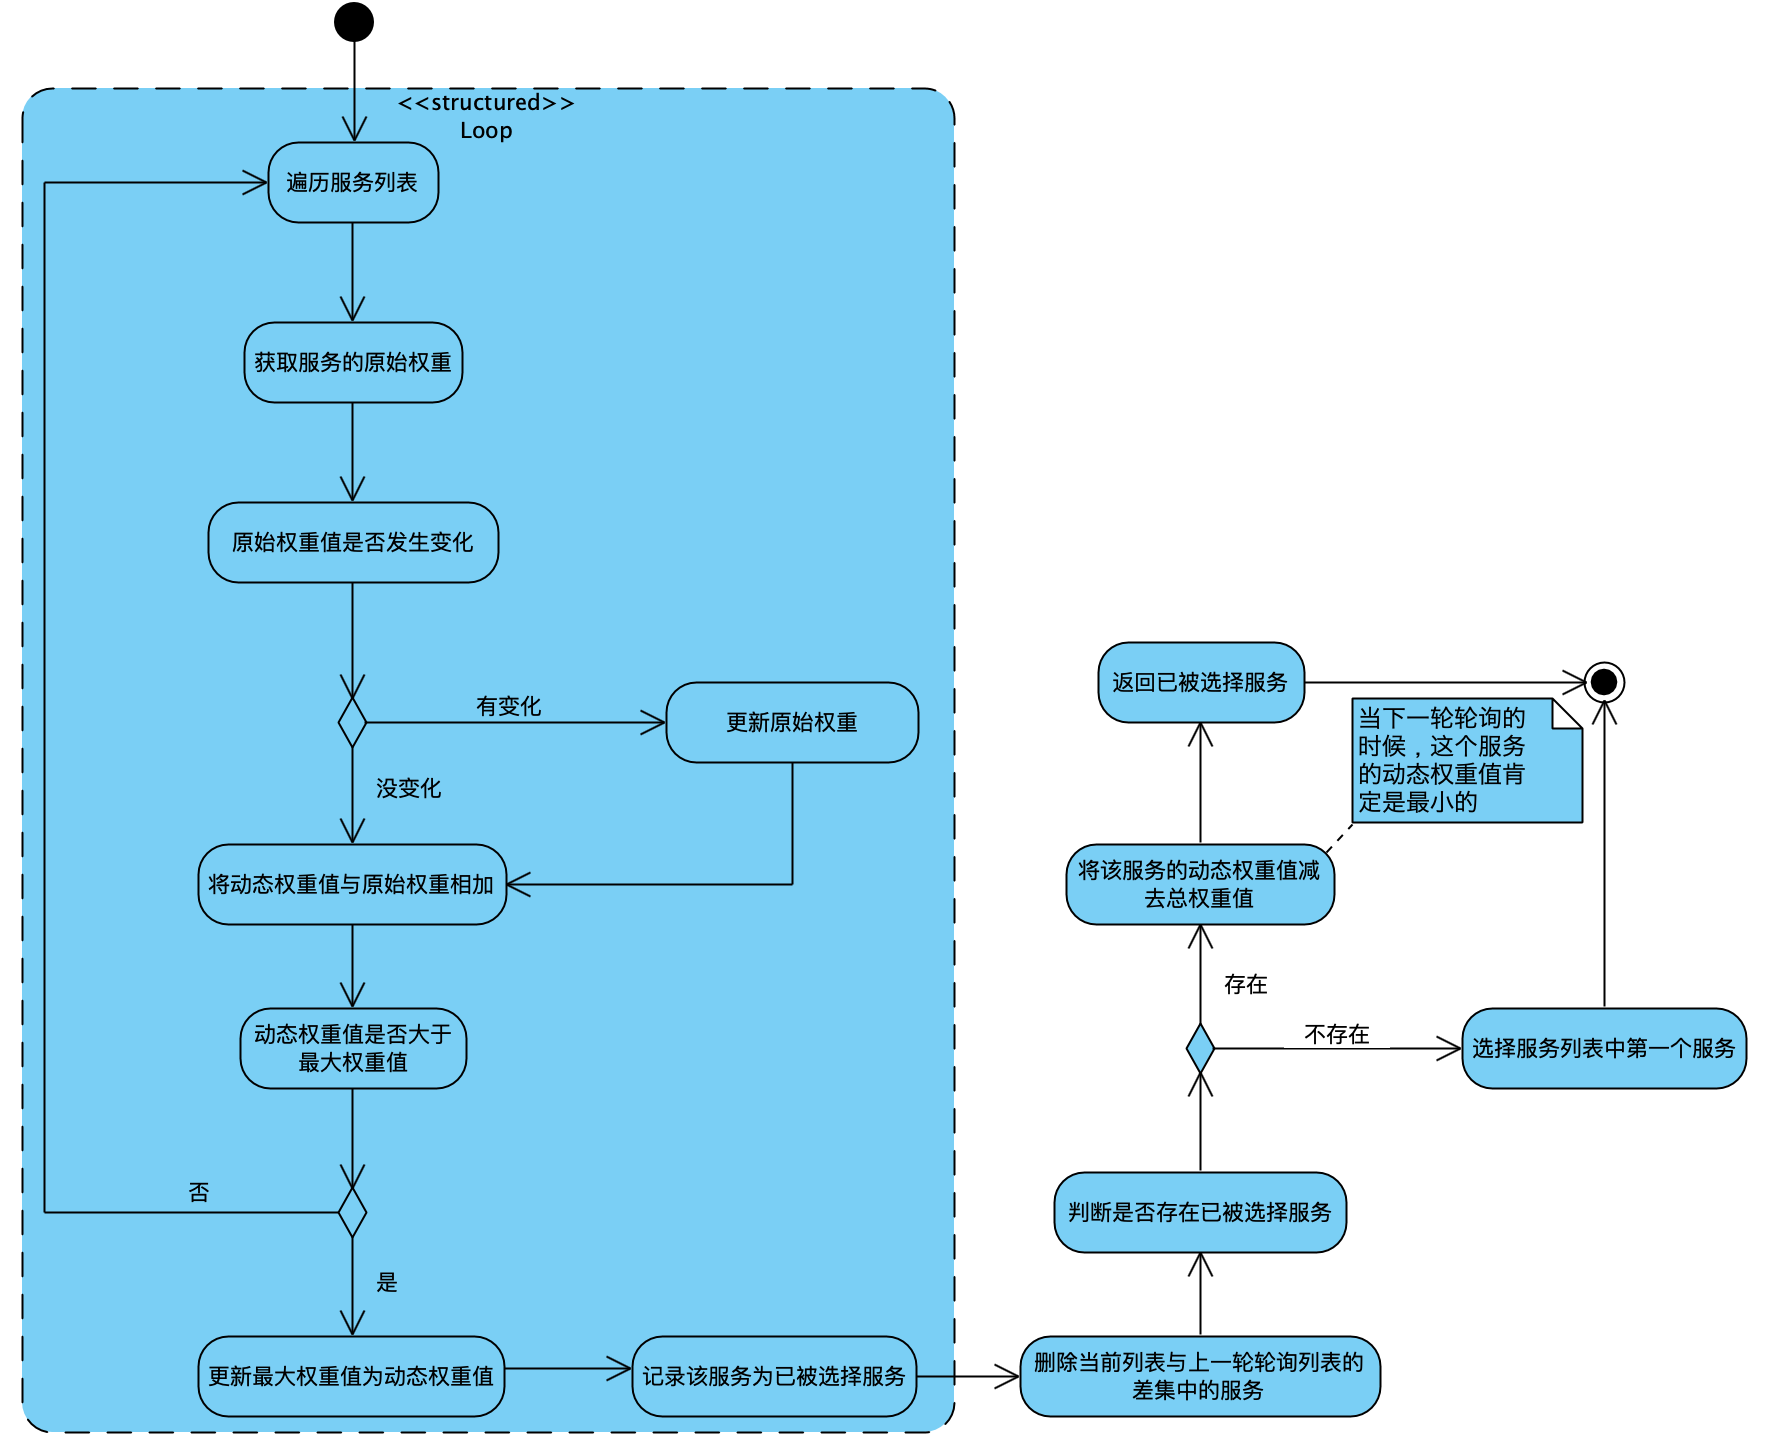 <<structured>>
Loop
遍历服务列表
获取服务的原始权重
原始权重值是否发生变化
有变化
更新原始权重
没变化
将动态权重值与原始权重相加
动态权重值是否大于
最大权重值
否
是
更新最大权重值为动态权重值
记录该服务为已被选择服务
删除当前列表与上一轮轮询列表的
差集中的服务
判断是否存在已被选择服务
不存在
选择服务列表中第一个服务
存在
将该服务的动态权重值减
去总权重值
当下一轮轮询的
时候，这个服务
的动态权重值肯
定是最小的
返回已被选择服务